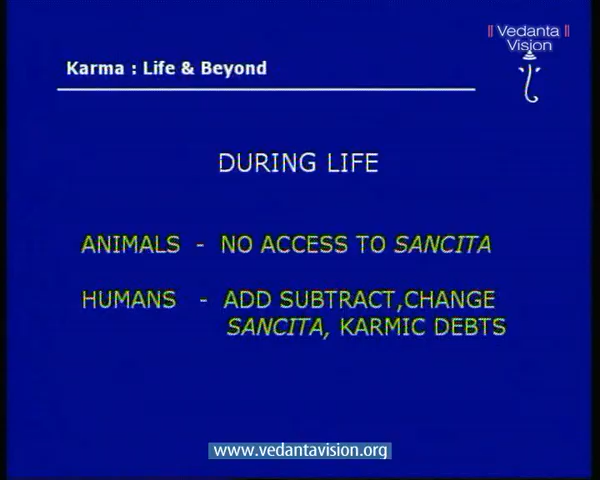 || Vedanta ||
Vision
Karma : Life & Beyond
DURING LIFE
ANIMALS - NO ACCESS TO SANCITA
HUMANS - ADD SUBTRACT,CHANGE
SANCITA, KARMIC DEBTS
www.vedantavision.org